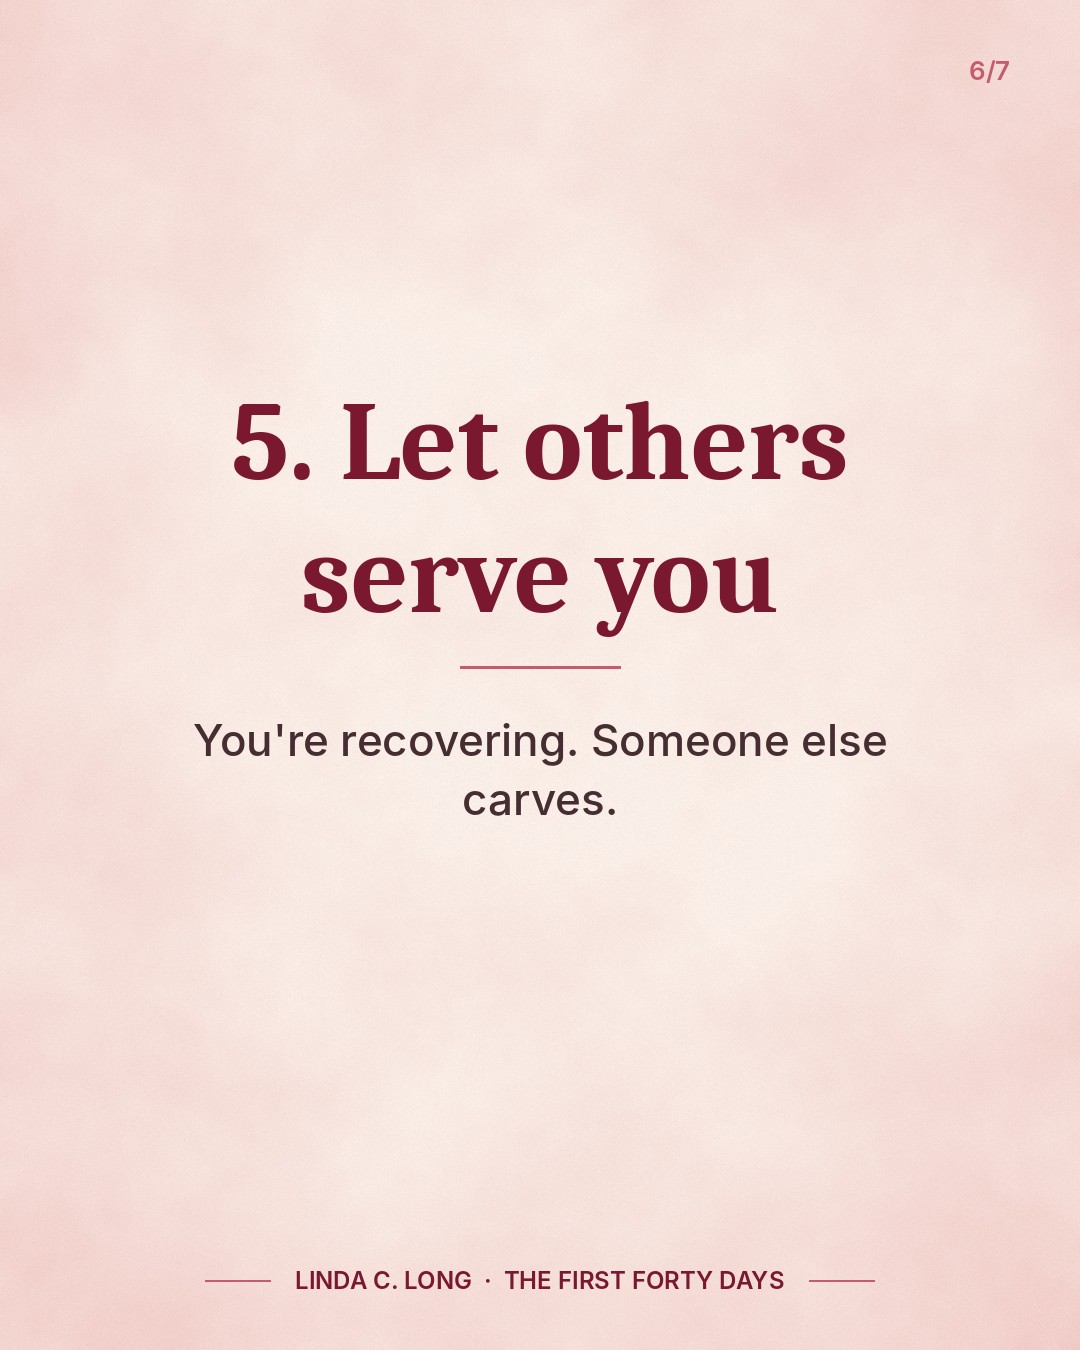 6/7
5. Let others
serve you
You're recovering. Someone else
carves.
LINDA C. LONG · THE FIRST FORTY DAYS